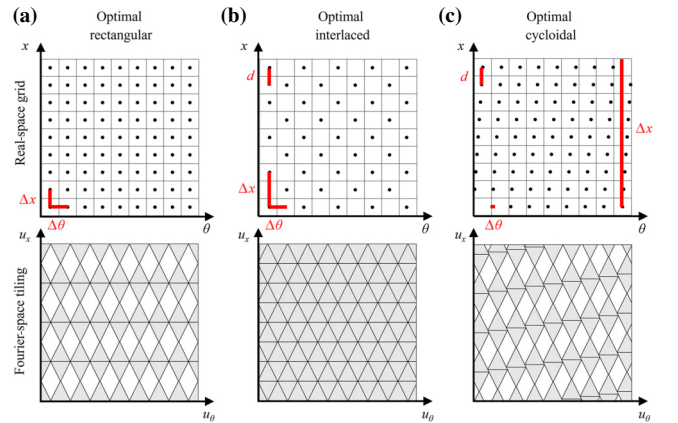 (a) Optimal rectangular
(b) Optimal interlaced
(c) Optimal cycloidal
x
x
x
Real-space grid
d
d
Δx
Δx
Δx
Δθ
Δθ
Δθ
θ
θ
θ
u_x
u_x
u_x
Fourier-space tiling
u_θ
u_θ
u_θ